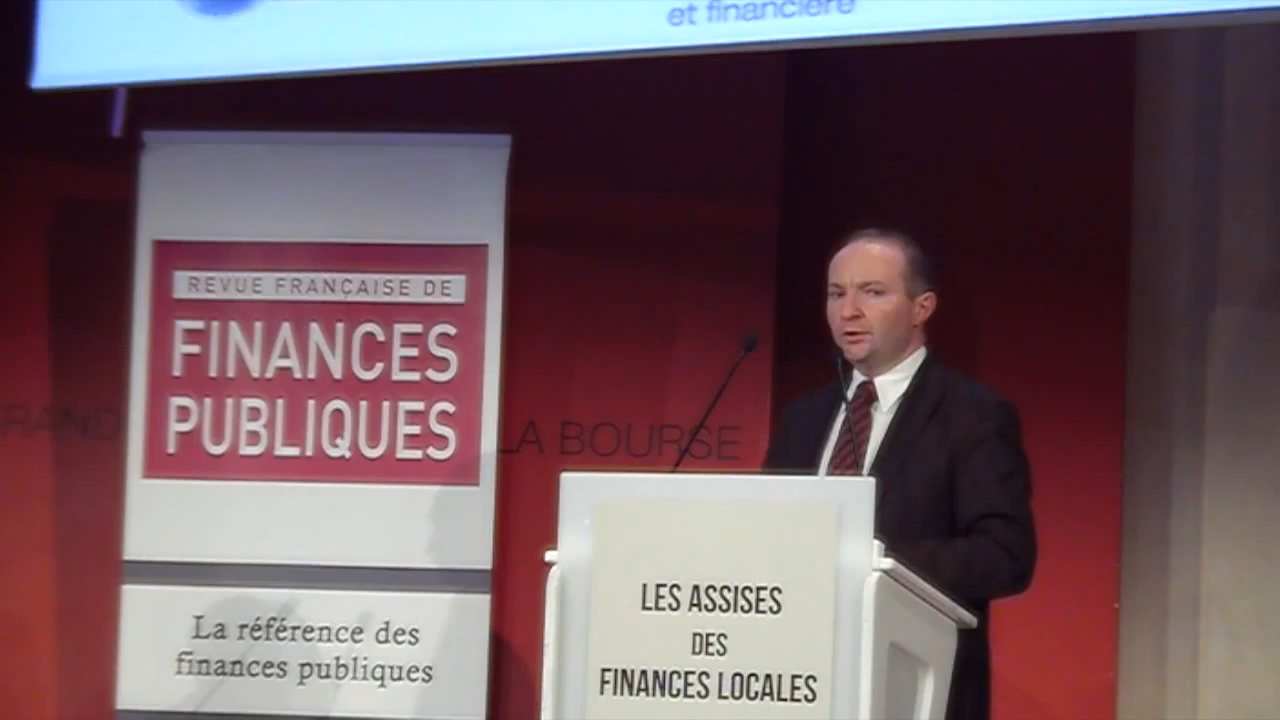 et financière
REVUE FRANÇAISE DE
FINANCES
PUBLIQUES
GRAND
LA BOURSE
La référence des
finances publiques
LES ASSISES
DES
FINANCES LOCALES